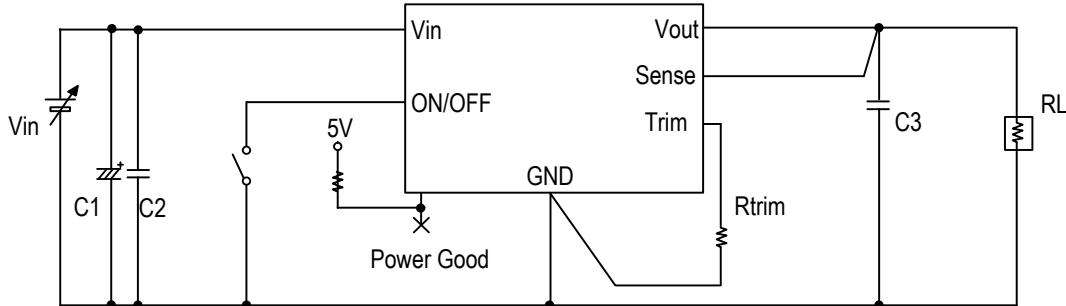 Vin
Vout
Sense
ON/OFF
Trim
5V
Vin
C1
C2
GND
Power Good
Rtrim
C3
RL
+